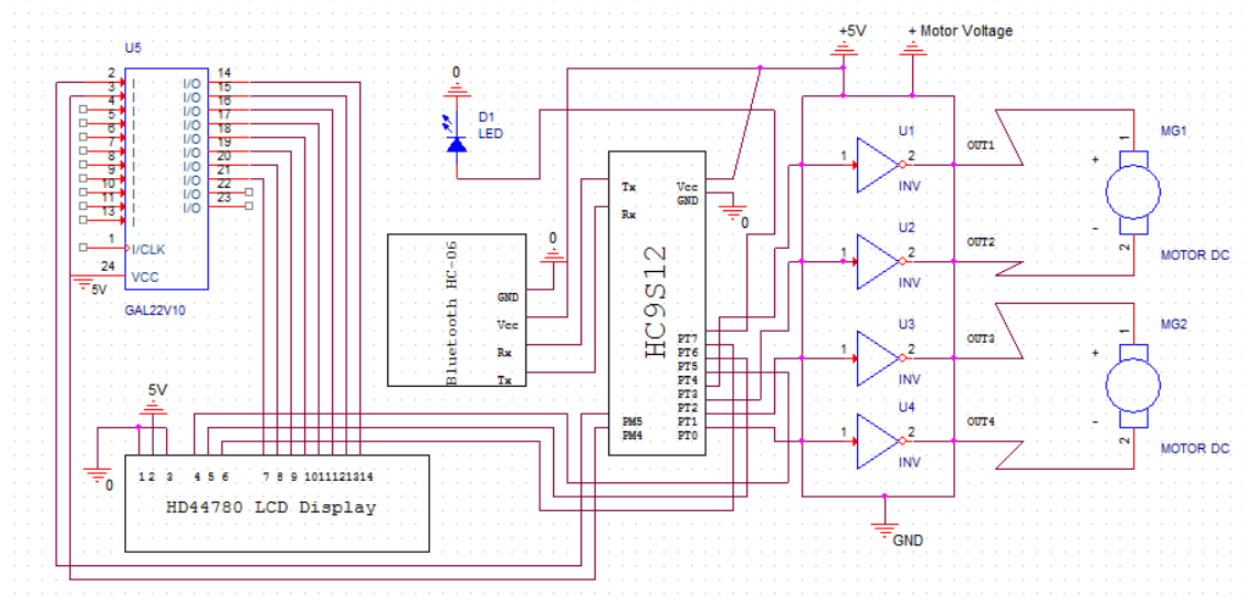 U5
2
3
4
5
6
7
8
9
10
11
13
1
24
I
I
I
I
I
I
I
I
I
I
I
I/CLK
VCC
I/O
I/O
I/O
I/O
I/O
I/O
I/O
I/O
I/O
I/O
14
15
16
17
18
19
20
21
22
23
5V
GAL22V10
0
D1
LED
Bluetooth HC-06
0
GND
Vcc
Rx
Tx
HC9S12
Tx
Rx
Vcc
GND
0
PT7
PT6
PT5
PT4
PT3
PT2
PT1
PT0
PM5
PM4
5V
0
1 2 3 4 5 6 7 8 9 10 11 12 13 14
HD44780 LCD Display
+5V
+ Motor Voltage
U1
1
2
INV
OUT1
U2
1
2
INV
OUT2
U3
1
2
INV
OUT3
U4
1
2
INV
OUT4
GND
MG1
1
+
-
2
MOTOR DC
MG2
1
+
-
2
MOTOR DC